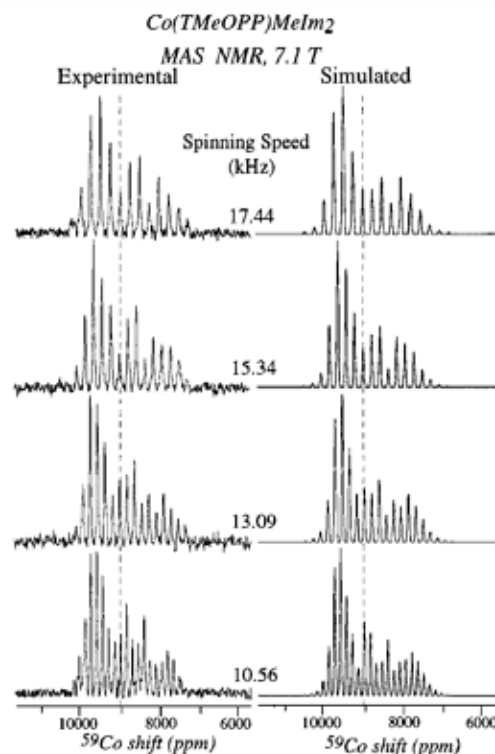 Co(TMeOPP)MeIm2
MAS NMR, 7.1 T
Experimental Simulated
Spinning Speed
(kHz)
17.44
15.34
13.09
10.56
10000 8000 6000 10000 8000 6000
59Co shift (ppm) 59Co shift (ppm)